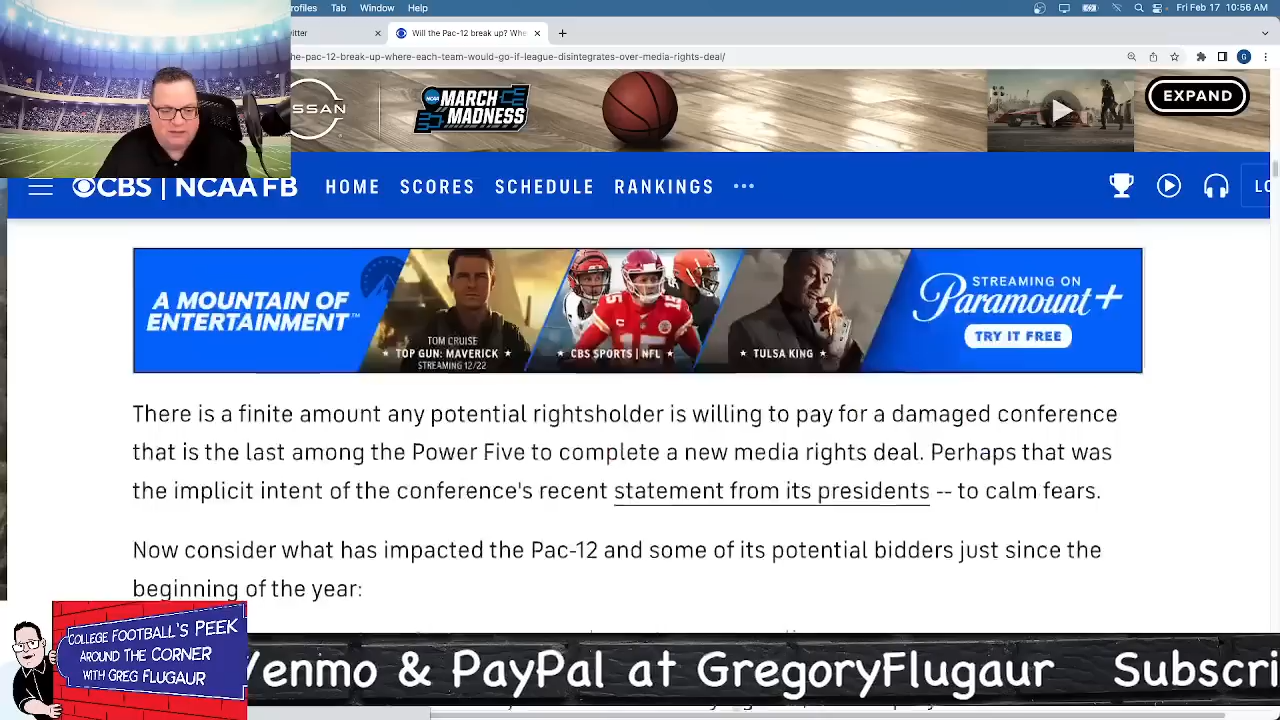 rofiles Tab Window Help Fri Feb 17 10:56 AM
itter Will the Pac-12 break up? Whe
he-pac-12-break-up-where-each-team-would-go-if-league-disintegrates-over-media-rights-deal/
NISSAN
NCAA
MARCH
MADNESS
EXPAND
CBS | NCAA FB HOME SCORES SCHEDULE RANKINGS LO
A MOUNTAIN OF
ENTERTAINMENT™
TOM CRUISE
★ TOP GUN: MAVERICK ★
STREAMING 12/22
★ CBS SPORTS | NFL ★
★ TULSA KING ★
STREAMING ON
Paramount+
TRY IT FREE
There is a finite amount any potential rightsholder is willing to pay for a damaged conference
that is the last among the Power Five to complete a new media rights deal. Perhaps that was
the implicit intent of the conference's recent statement from its presidents -- to calm fears.
Now consider what has impacted the Pac-12 and some of its potential bidders just since the
beginning of the year:
COLLEGE FOOTBALL'S PEEK
AROUND THE CORNER
WITH GREG FLUGAUR
Venmo & PayPal at GregoryFlugaur Subscri